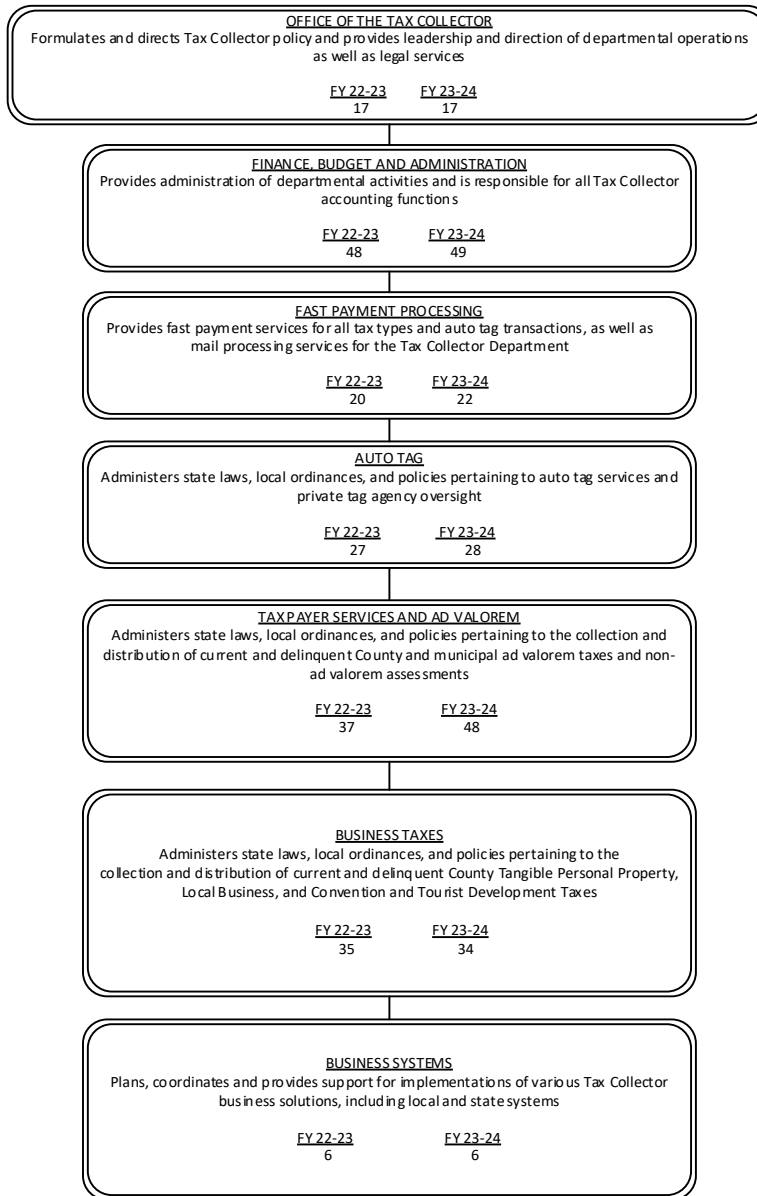 OFFICE OF THE TAX COLLECTOR
Formulates and directs Tax Collector policy and provides leadership and direction of departmental operations
as well as legal services
FY 22-23 FY 23-24
17 17
FINANCE, BUDGET AND ADMINISTRATION
Provides administration of departmental activities and is responsible for all Tax Collector
accounting functions
FY 22-23 FY 23-24
48 49
FAST PAYMENT PROCESSING
Provides fast payment services for all tax types and auto tag transactions, as well as
mail processing services for the Tax Collector Department
FY 22-23 FY 23-24
20 22
AUTO TAG
Administers state laws, local ordinances, and policies pertaining to auto tag services and
private tag agency oversight
FY 22-23 FY 23-24
27 28
TAXPAYER SERVICES AND AD VALOREM
Administers state laws, local ordinances, and policies pertaining to the collection and
distribution of current and delinquent County and municipal ad valorem taxes and non-
ad valorem assessments
FY 22-23 FY 23-24
37 48
BUSINESS TAXES
Administers state laws, local ordinances, and policies pertaining to the
collection and distribution of current and delinquent County Tangible Personal Property,
Local Business, and Convention and Tourist Development Taxes
FY 22-23 FY 23-24
35 34
BUSINESS SYSTEMS
Plans, coordinates and provides support for implementations of various Tax Collector
business solutions, including local and state systems
FY 22-23 FY 23-24
6 6